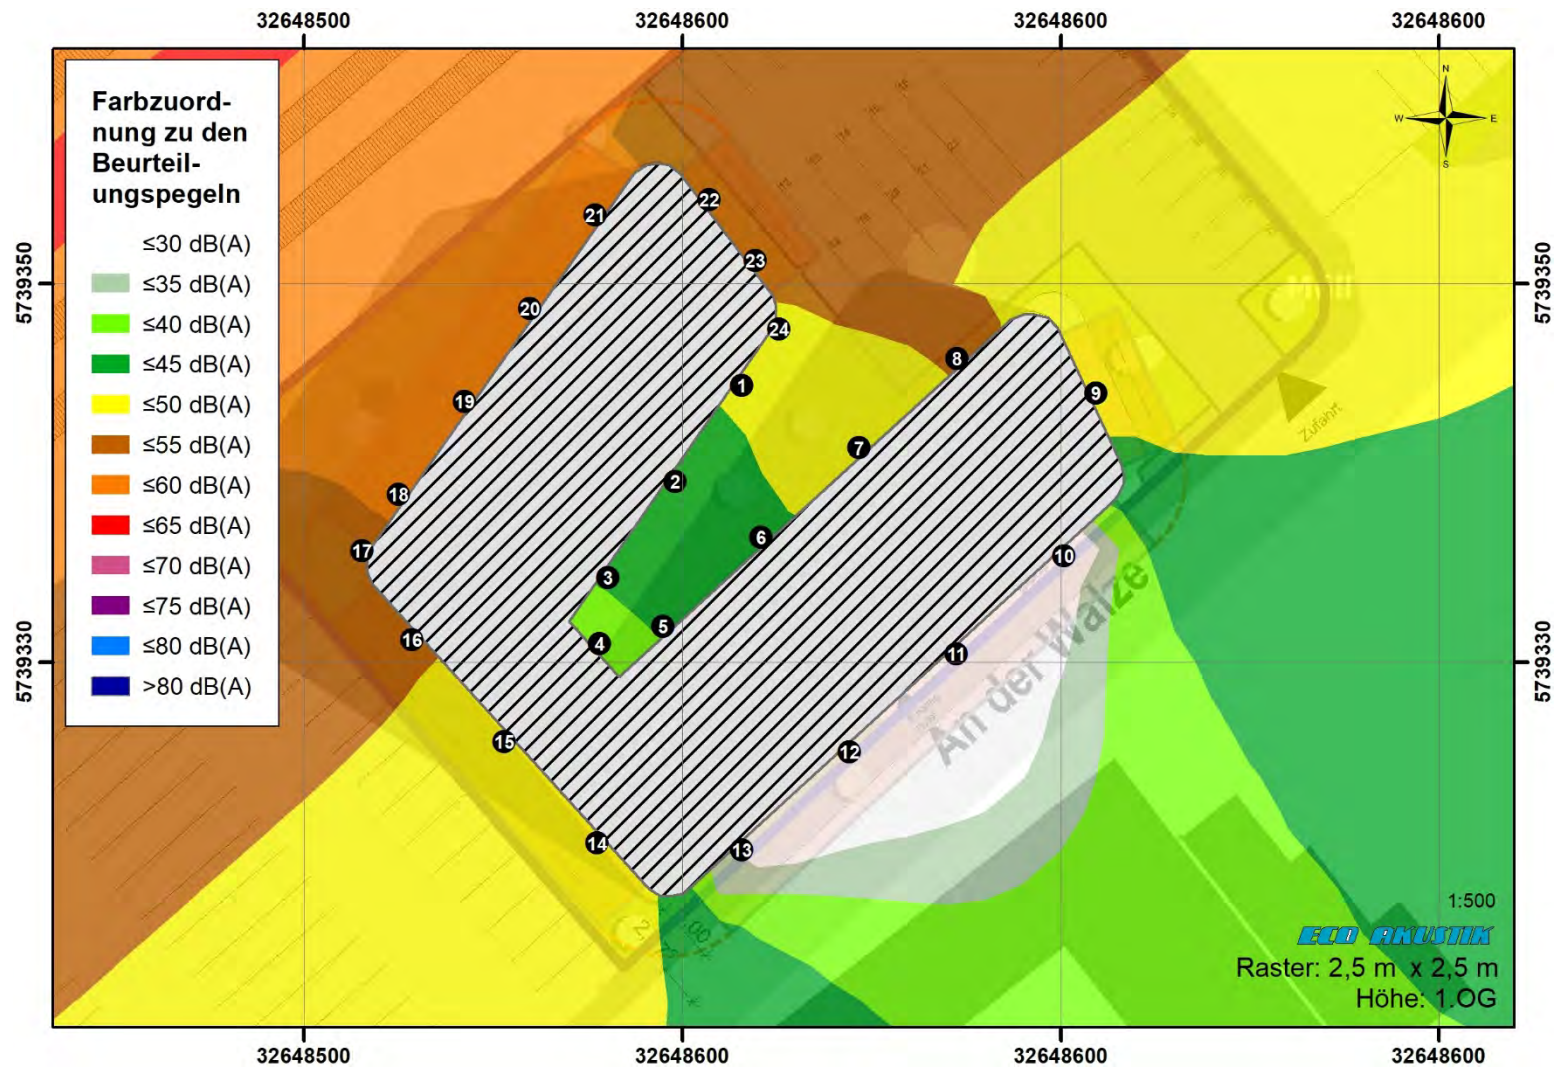 32648500 32648600 32648600 32648600
Farbzuord-
nung zu den
Beurteil-
ungspegeln
≤30 dB(A)
≤35 dB(A)
≤40 dB(A)
≤45 dB(A)
≤50 dB(A)
≤55 dB(A)
≤60 dB(A)
≤65 dB(A)
≤70 dB(A)
≤75 dB(A)
≤80 dB(A)
>80 dB(A)
N
W E
S
5739350 5739350
5739330 5739330
22
21
23
20
24
8
1
9
19
7
2
18
6
17
10
3
5
16
4
11
15
12
14
13
Müll
Zufahrt
An der Walze
1:500
ECO AKUSTIK
Raster: 2,5 m x 2,5 m
Höhe: 1.OG
32648500 32648600 32648600 32648600